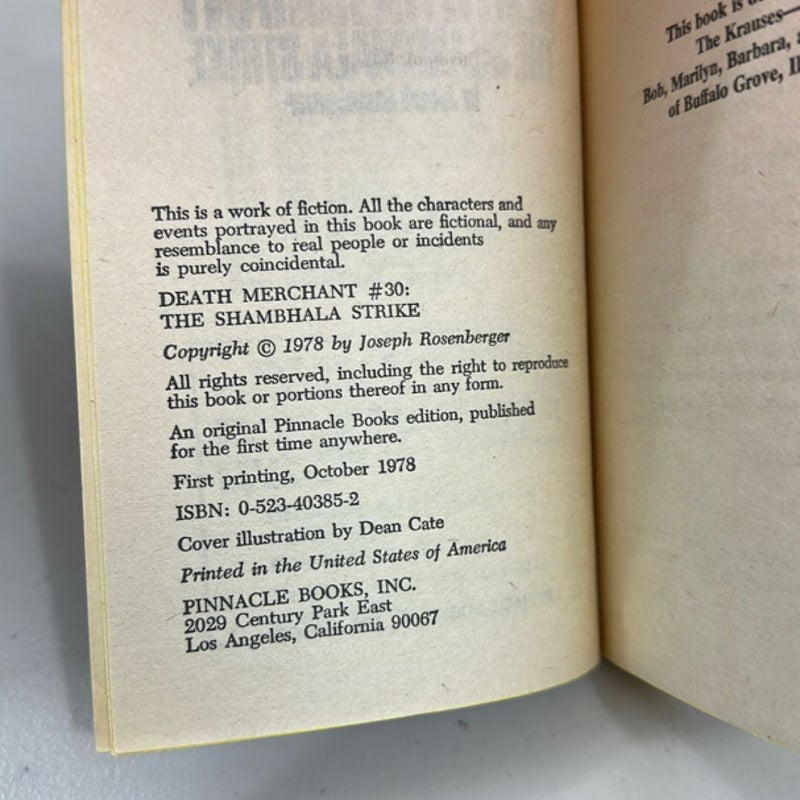 This is a work of fiction. All the characters and
events portrayed in this book are fictional, and any
resemblance to real people or incidents
is purely coincidental.
DEATH MERCHANT #30:
THE SHAMBHALA STRIKE
Copyright © 1978 by Joseph Rosenberger
All rights reserved, including the right to reproduce
this book or portions thereof in any form.
An original Pinnacle Books edition, published
for the first time anywhere.
First printing, October 1978
ISBN: 0-523-40385-2
Cover illustration by Dean Cate
Printed in the United States of America
PINNACLE BOOKS, INC.
2029 Century Park East
Los Angeles, California 90067
This book is
The Krauses—
Bob, Marilyn, Barbara,
of Buffalo Grove,